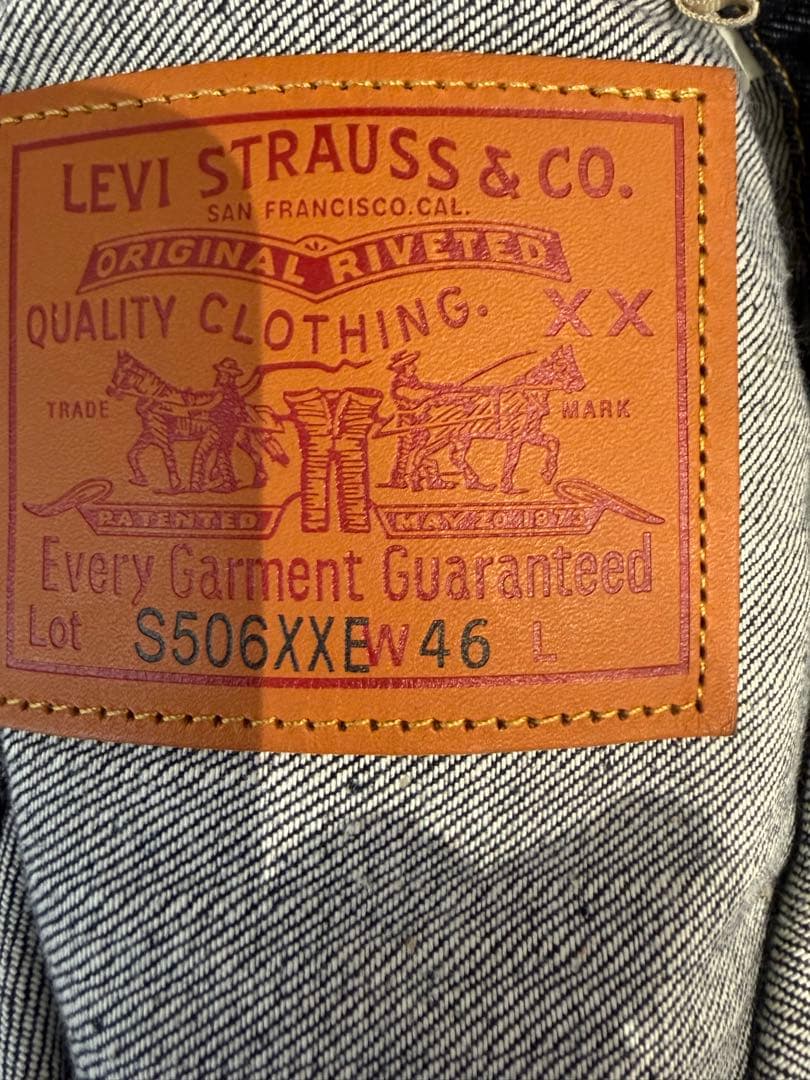 LEVI STRAUSS & CO.
SAN FRANCISCO.CAL.
ORIGINAL RIVETED
QUALITY CLOTHING. XX
TRADE MARK
PATENTED MAY 20 1873
Every Garment Guaranteed
Lot S506XXE W 46 L